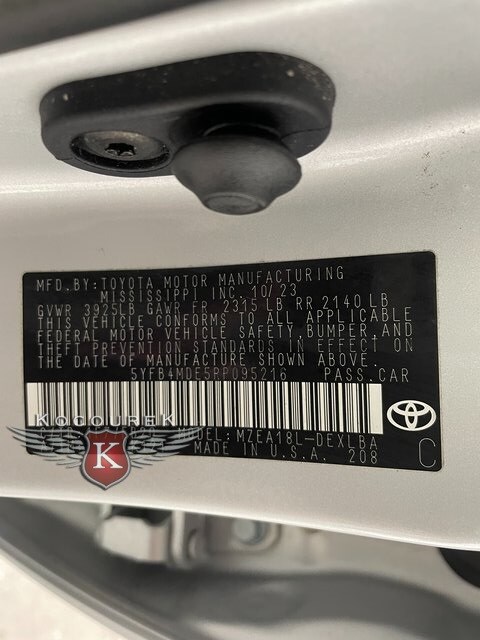 MFD.BY:TOYOTA MOTOR MANUFACTURING
MISSISSIPPI INC. 10/23
GVWR 3925LB GAWR FR 2315LB RR 2140LB
THIS VEHICLE CONFORMS TO ALL APPLICABLE
FEDERAL MOTOR VEHICLE SAFETY, BUMPER, AND
THEFT PREVENTION STANDARDS IN EFFECT ON
THE DATE OF MANUFACTURE SHOWN ABOVE.
5YFB4MDE5RP095216 PASS.CAR
KOCOUREK
K
MODEL: MZEA18L-DEXLBA
MADE IN U.S.A. 208 C